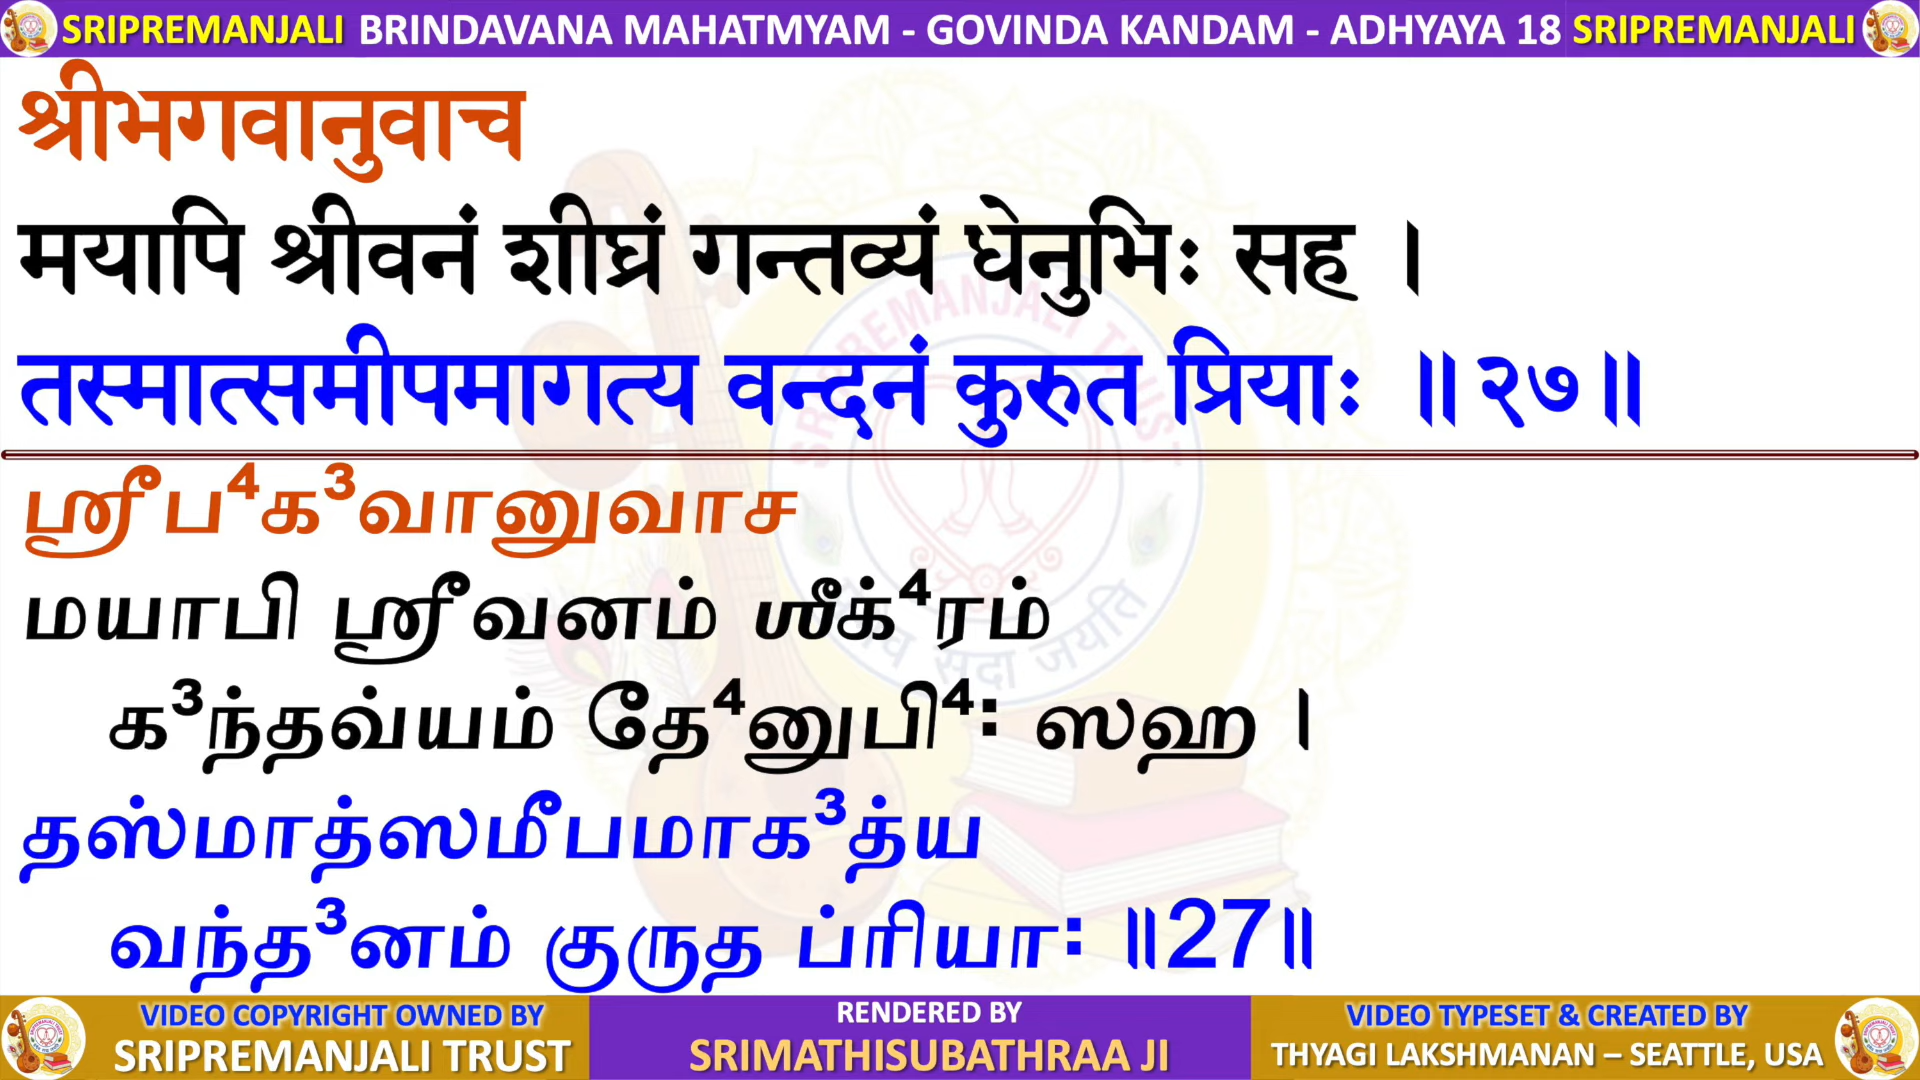 SRIPREMANJALI BRINDAVANA MAHATMYAM - GOVINDA KANDAM - ADHYAYA 18 SRIPREMANJALI
श्रीभगवानुवाच
मयापि श्रीवनं शीघ्रं गन्तव्यं धेनुभिः सह ।
तस्मात्समीपमागत्य वन्दनं कुरुत प्रियाः ॥२७॥
ஶ்ரீப⁴க³வானுவாச
மயாபி ஶ்ரீவனம் ஶீக்⁴ரம்
க³ந்தவ்யம் தே⁴னுபி⁴꞉ ஸஹ ।
தஸ்மாத்ஸமீபமாக³த்ய
வந்த³னம் குருத ப்ரியா꞉ ॥27॥
VIDEO COPYRIGHT OWNED BY
SRIPREMANJALI TRUST
RENDERED BY
SRIMATHISUBATHRAA JI
VIDEO TYPESET & CREATED BY
THYAGI LAKSHMANAN – SEATTLE, USA